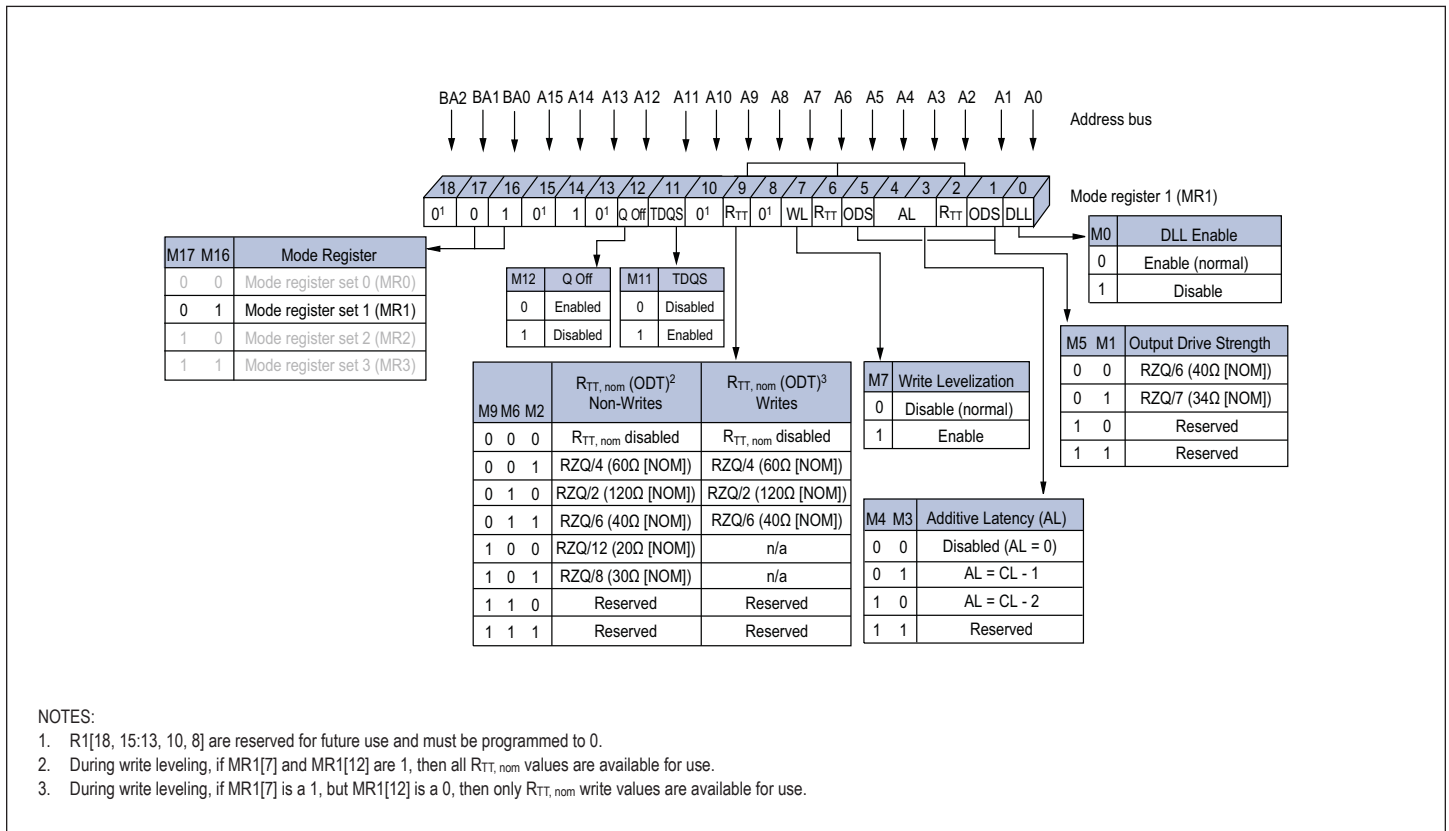 BA2 BA1 BA0 A15 A14 A13 A12 A11 A10 A9 A8 A7 A6 A5 A4 A3 A2 A1 A0
Address bus
18 17 16 15 14 13 12 11 10 9 8 7 6 5 4 3 2 1 0
Mode register 1 (MR1)
0¹ 0 1 0¹ 1 0¹ Q Off TDQS 0¹ RTT 0¹ WL RTT ODS AL RTT ODS DLL
M17 M16 Mode Register
0 0 Mode register set 0 (MR0)
0 1 Mode register set 1 (MR1)
1 0 Mode register set 2 (MR2)
1 1 Mode register set 3 (MR3)
M12 Q Off
0 Enabled
1 Disabled
M11 TDQS
0 Disabled
1 Enabled
M0 DLL Enable
0 Enable (normal)
1 Disable
M5 M1 Output Drive Strength
0 0 RZQ/6 (40Ω [NOM])
0 1 RZQ/7 (34Ω [NOM])
1 0 Reserved
1 1 Reserved
M9 M6 M2 RTT, nom (ODT)² Non-Writes RTT, nom (ODT)³ Writes
0 0 0 RTT, nom disabled RTT, nom disabled
0 0 1 RZQ/4 (60Ω [NOM]) RZQ/4 (60Ω [NOM])
0 1 0 RZQ/2 (120Ω [NOM]) RZQ/2 (120Ω [NOM])
0 1 1 RZQ/6 (40Ω [NOM]) RZQ/6 (40Ω [NOM])
1 0 0 RZQ/12 (20Ω [NOM]) n/a
1 0 1 RZQ/8 (30Ω [NOM]) n/a
1 1 0 Reserved Reserved
1 1 1 Reserved Reserved
M7 Write Levelization
0 Disable (normal)
1 Enable
M4 M3 Additive Latency (AL)
0 0 Disabled (AL = 0)
0 1 AL = CL - 1
1 0 AL = CL - 2
1 1 Reserved
NOTES:
1. R1[18, 15:13, 10, 8] are reserved for future use and must be programmed to 0.
2. During write leveling, if MR1[7] and MR1[12] are 1, then all RTT, nom values are available for use.
3. During write leveling, if MR1[7] is a 1, but MR1[12] is a 0, then only RTT, nom write values are available for use.